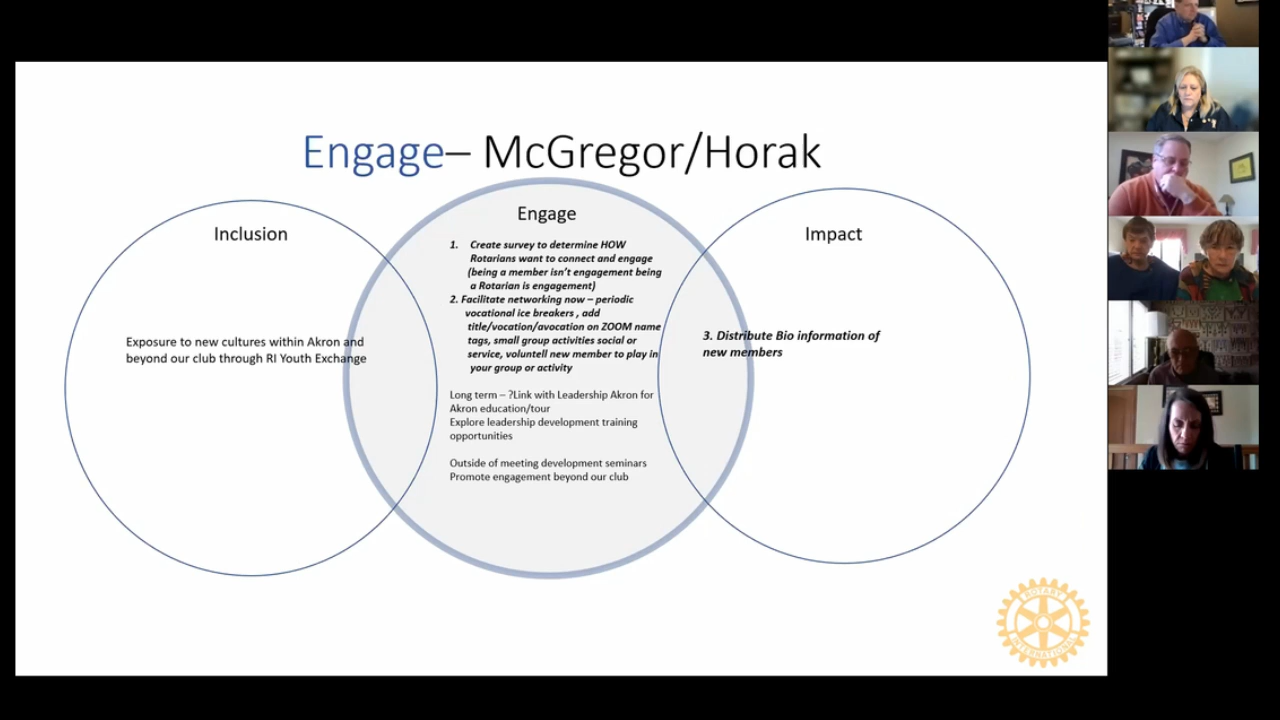 Engage– McGregor/Horak
Inclusion
Exposure to new cultures within Akron and
beyond our club through RI Youth Exchange
Engage
1. Create survey to determine HOW
Rotarians want to connect and engage
(being a member isn't engagement being
a Rotarian is engagement)
2. Facilitate networking now – periodic
vocational ice breakers , add
title/vocation/avocation on ZOOM name
tags, small group activities social or
service, voluntell new member to play in
your group or activity
Long term – ?Link with Leadership Akron for
Akron education/tour
Explore leadership development training
opportunities
Outside of meeting development seminars
Promote engagement beyond our club
Impact
3. Distribute Bio information of
new members
ROTARY
INTERNATIONAL